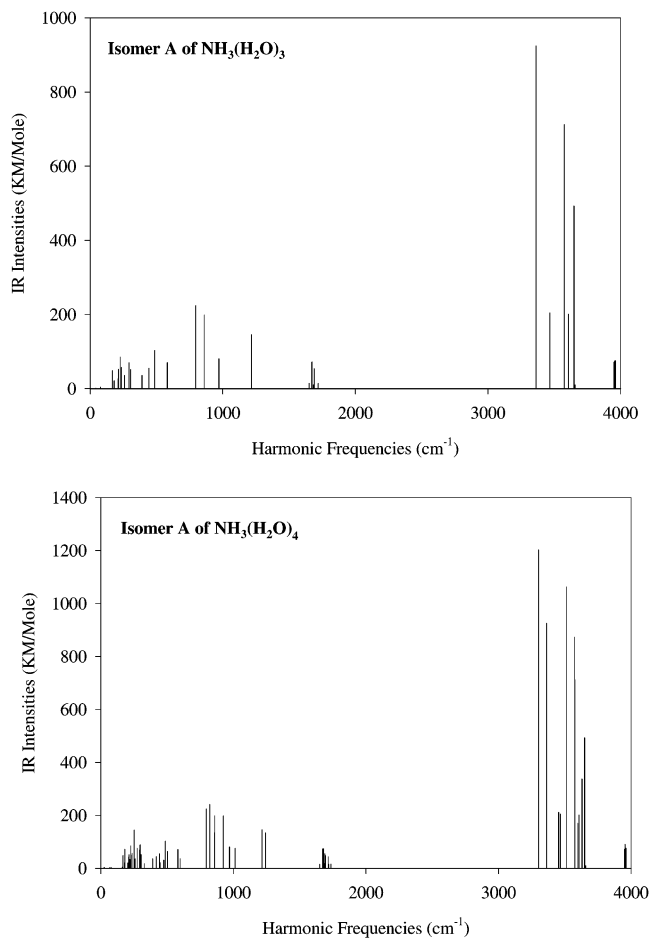 1000
Isomer A of NH₃(H₂O)₃
800
600
400
200
0
IR Intensities (KM/Mole)
0 1000 2000 3000 4000
Harmonic Frequencies (cm⁻¹)
1400
Isomer A of NH₃(H₂O)₄
1200
1000
800
600
400
200
0
IR Intensities (KM/Mole)
0 1000 2000 3000 4000
Harmonic Frequencies (cm⁻¹)